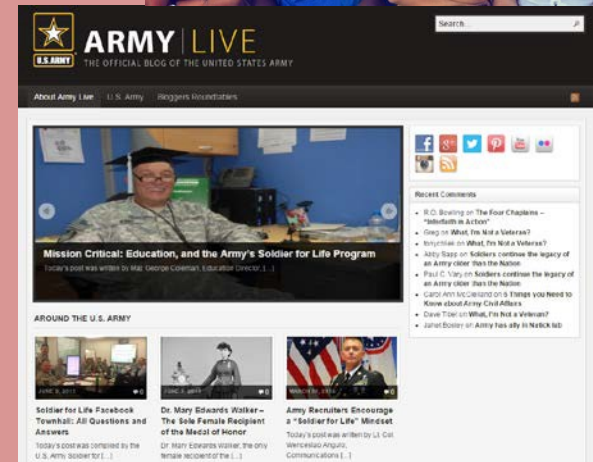 Search...
ARMY|LIVE
U.S. ARMY
THE OFFICIAL BLOG OF THE UNITED STATES ARMY
About Army Live U.S. Army Bloggers Roundtables
Mission Critical: Education, and the Army's Soldier for Life Program
Today's post was written by Maj. George Coleman, Education Director, [...]
Recent Comments
R.O. Bowling on The Four Chaplains –
"Interfaith in Action"
Greg on What, I'm Not a Veteran?
on What, I'm Not a Veteran?
Abby Sapp on Soldiers continue the legacy of
an Army older than the Nation
Paul C. Vary on Soldiers continue the legacy of
an Army older than the Nation
Carol Ann McClelland on 5 Things you Need to
Know about Army Civil Affairs
Dave Titel on What, I'm Not a Veteran?
Janet Bosley on Army has ally in Natick lab
AROUND THE U.S. ARMY
0
0
0
Soldier for Life Facebook
Townhall: All Questions and
Answers
Today's post was compiled by the
U.S. Army Soldier for [...]
Dr. Mary Edwards Walker –
The Sole Female Recipient
of the Medal of Honor
Dr. Mary Edwards Walker, the only
female recipient of the [...]
Army Recruiters Encourage
a "Soldier for Life" Mindset
Today's post was written by Lt. Col.
Wenceslao Angulo,
Communications [...]